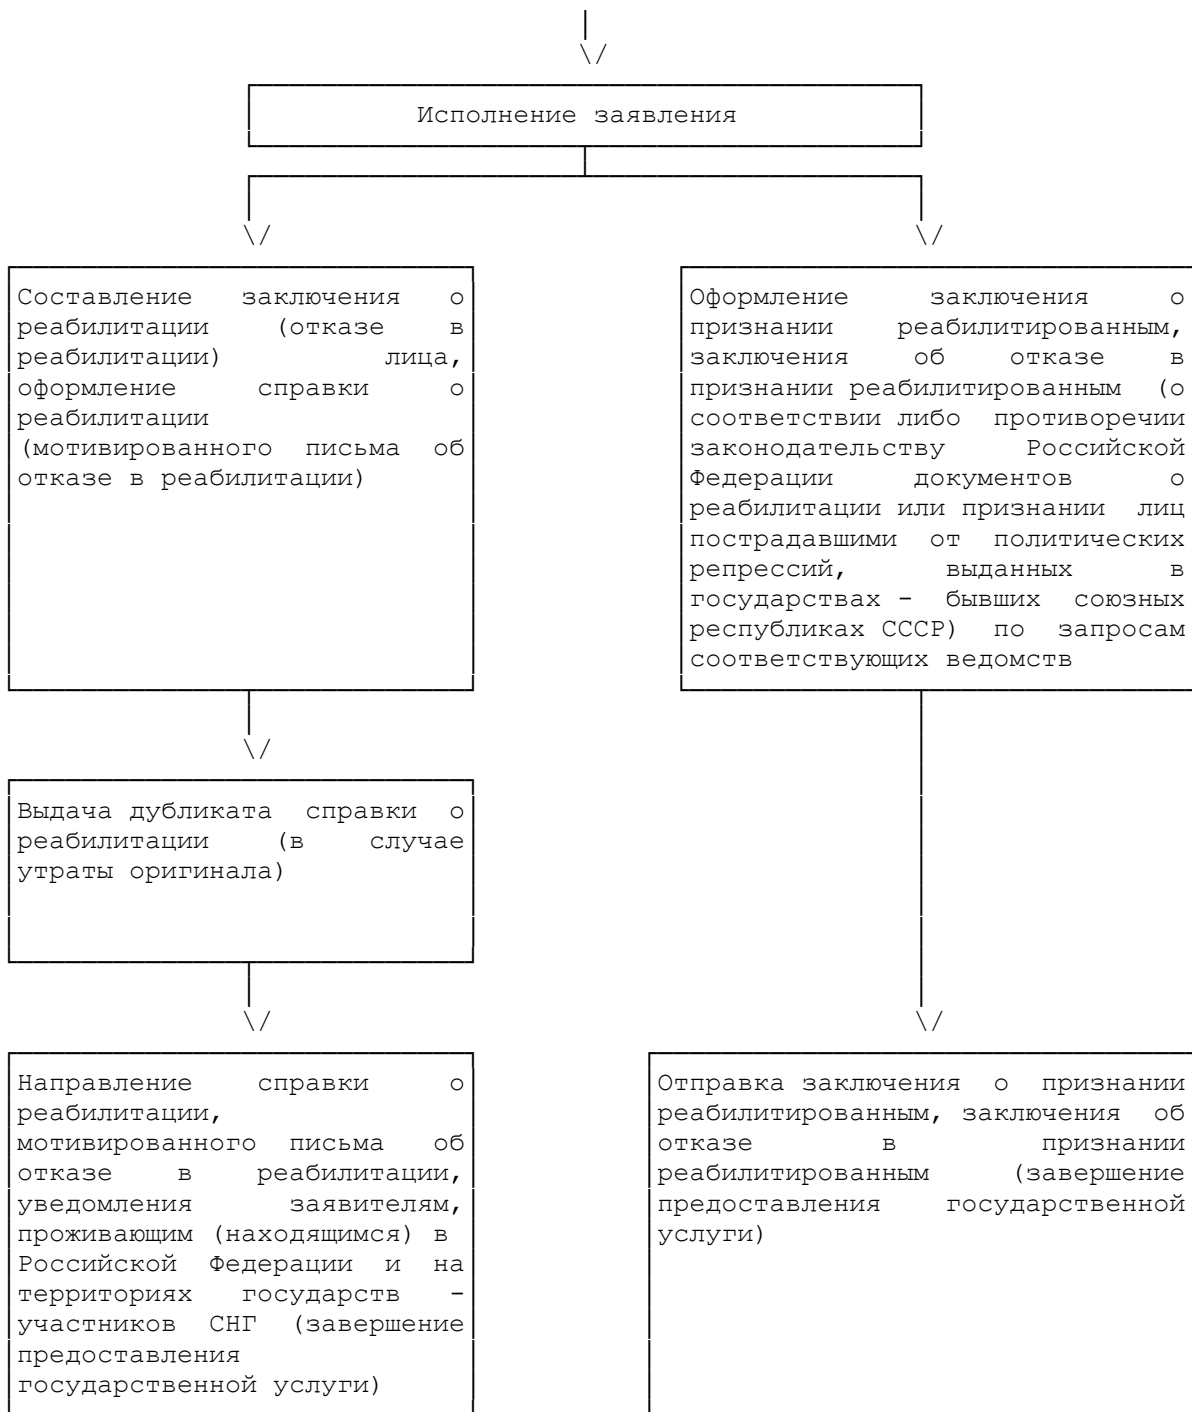 Исполнение заявления
Составление заключения о
реабилитации (отказе в
реабилитации) лица,
оформление справки о
реабилитации
(мотивированного письма об
отказе в реабилитации)
Оформление заключения о
признании реабилитированным,
заключения об отказе в
признании реабилитированным (о
соответствии либо противоречии
законодательству Российской
Федерации документов о
реабилитации или признании лиц
пострадавшими от политических
репрессий, выданных в
государствах - бывших союзных
республиках СССР) по запросам
соответствующих ведомств
Выдача дубликата справки о
реабилитации (в случае
утраты оригинала)
Направление справки о
реабилитации,
мотивированного письма об
отказе в реабилитации,
уведомления заявителям,
проживающим (находящимся) в
Российской Федерации и на
территориях государств -
участников СНГ (завершение
предоставления
государственной услуги)
Отправка заключения о признании
реабилитированным, заключения об
отказе в признании
реабилитированным (завершение
предоставления государственной
услуги)